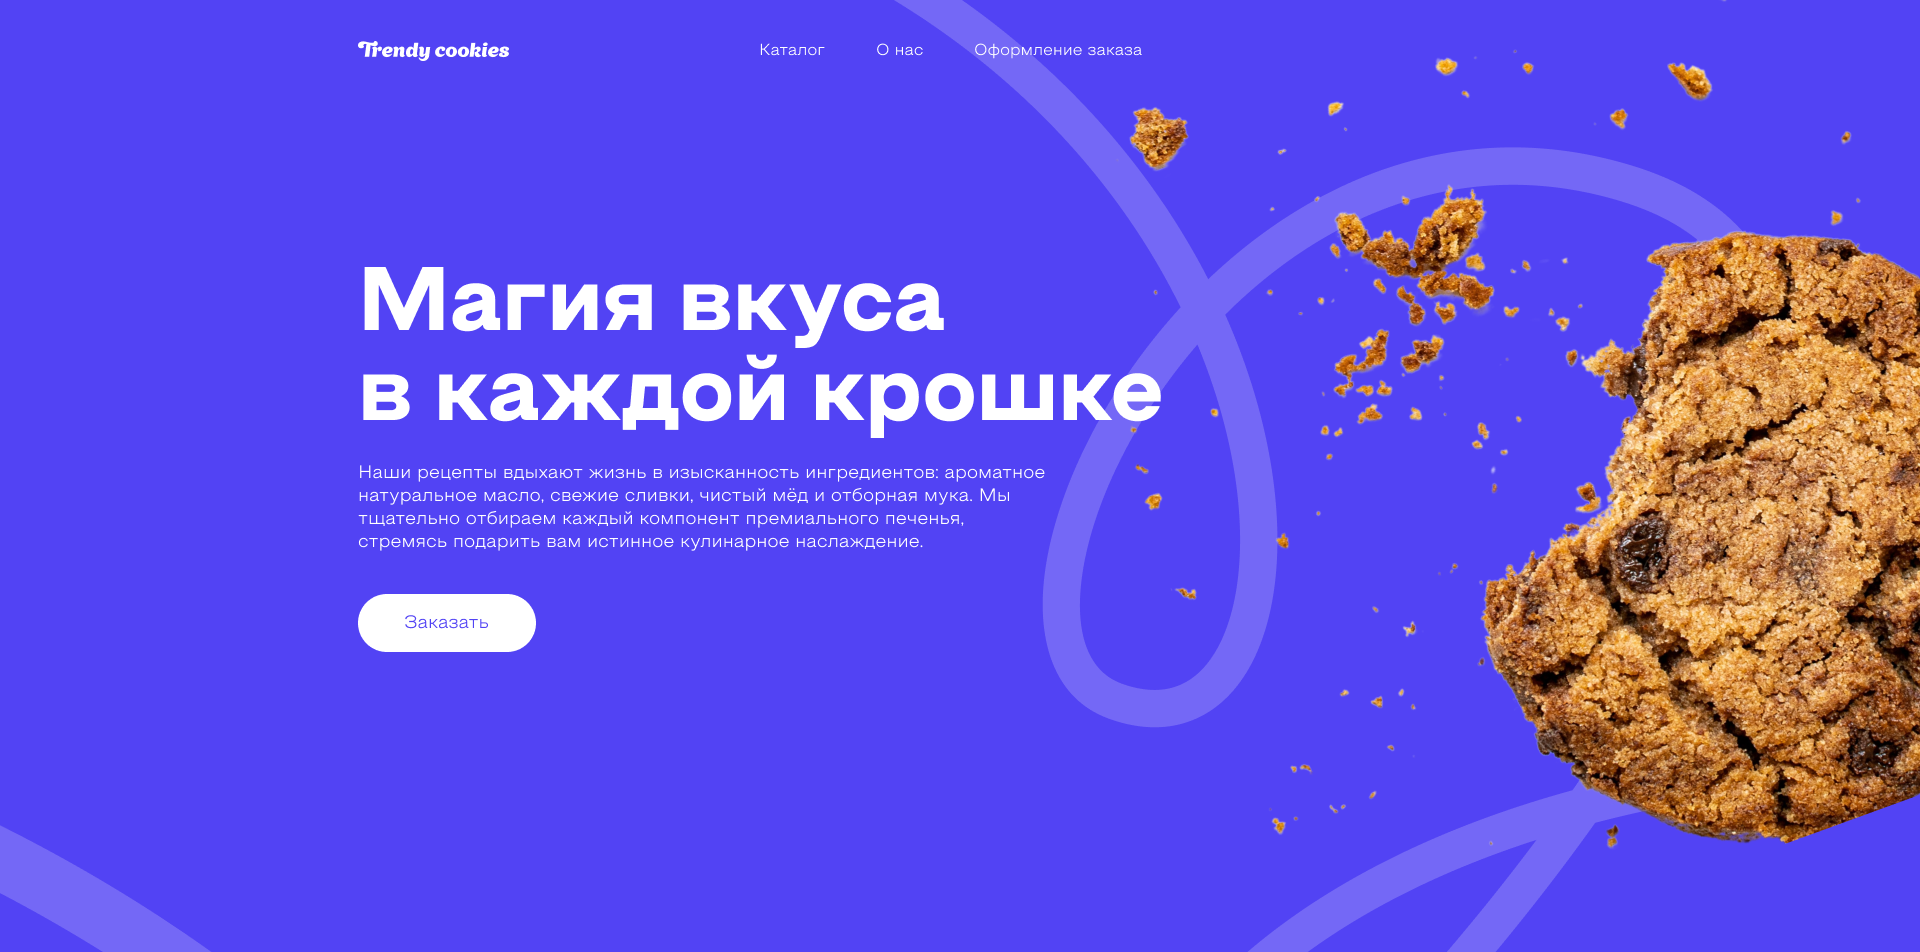 Trendy cookies
Каталог
О нас
Оформление заказа
Магия вкуса
в каждой крошке
Наши рецепты вдыхают жизнь в изысканность ингредиентов: ароматное
натуральное масло, свежие сливки, чистый мёд и отборная мука. Мы
тщательно отбираем каждый компонент премиального печенья,
стремясь подарить вам истинное кулинарное наслаждение.
Заказать